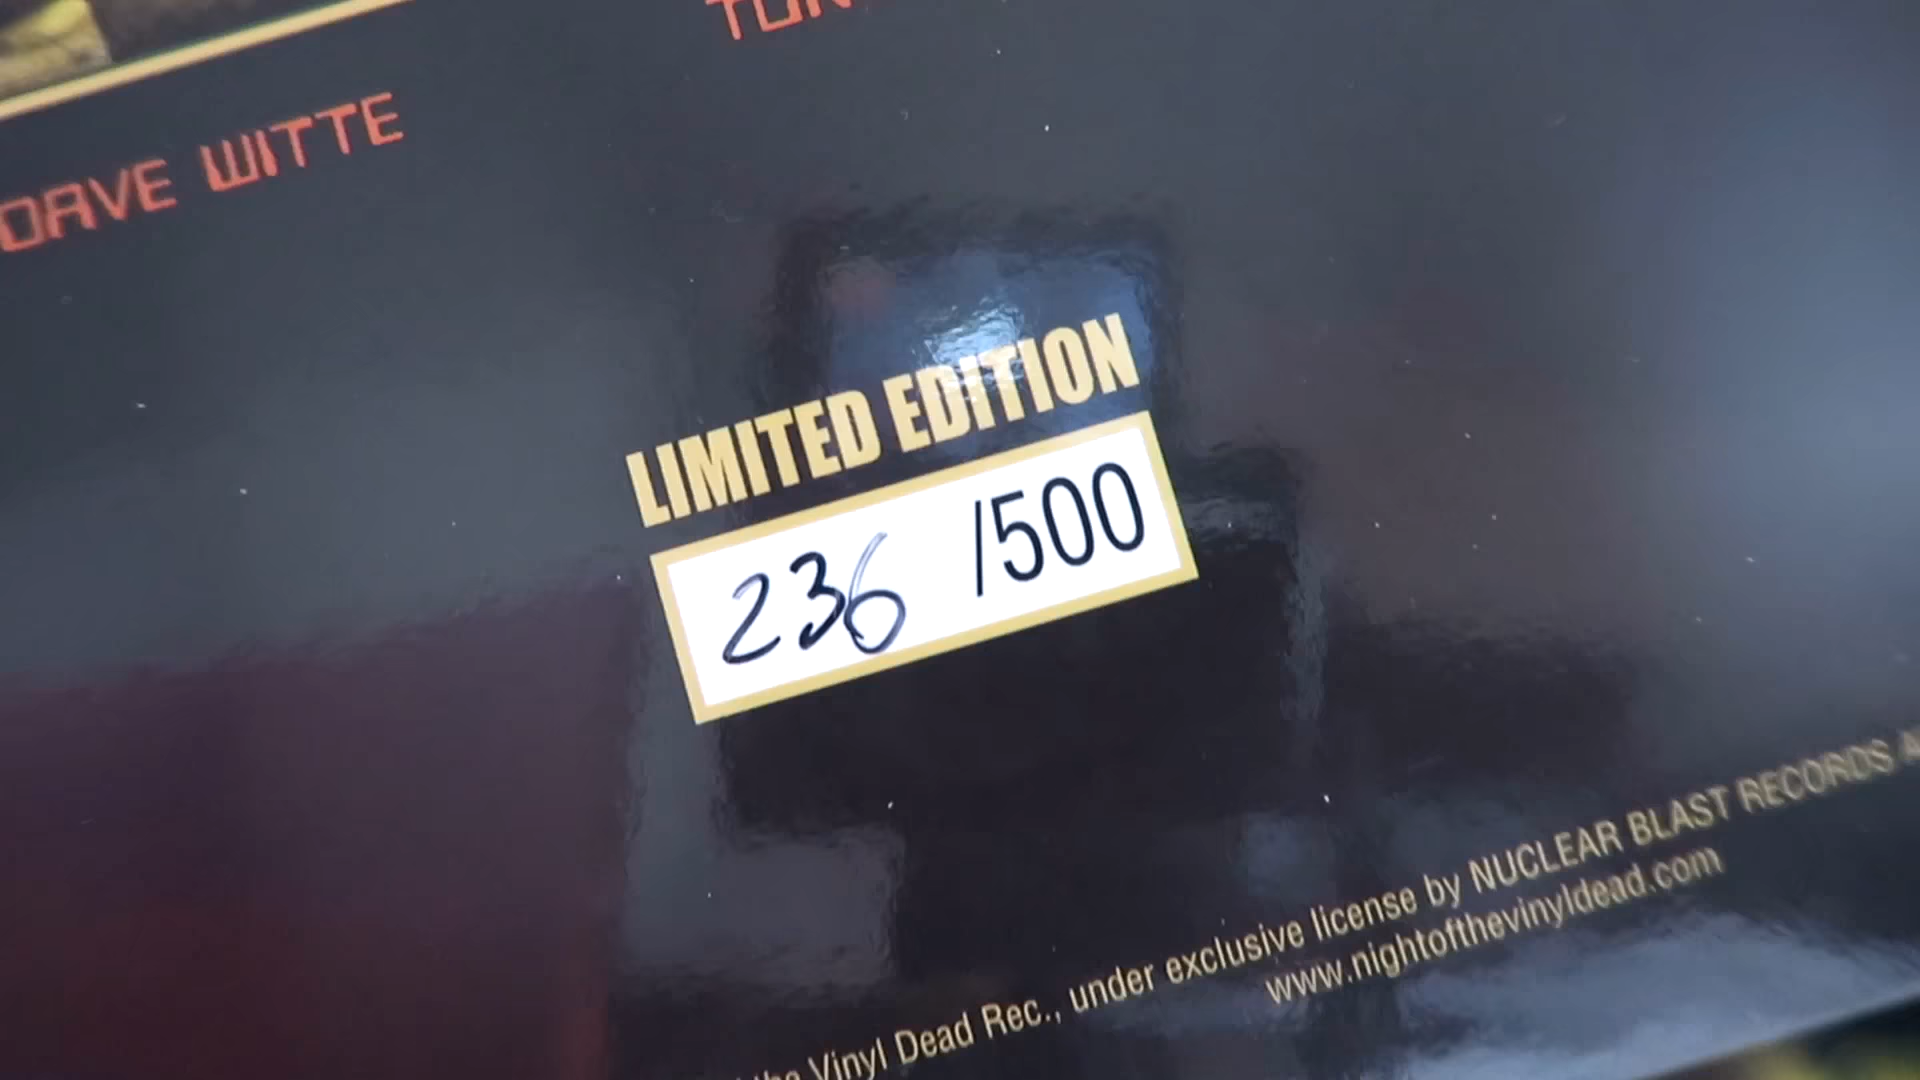 DAVE WITTE
LIMITED EDITION
236 /500
the Vinyl Dead Rec., under exclusive license by NUCLEAR BLAST RECORDS
www.nightofthevinyldead.com